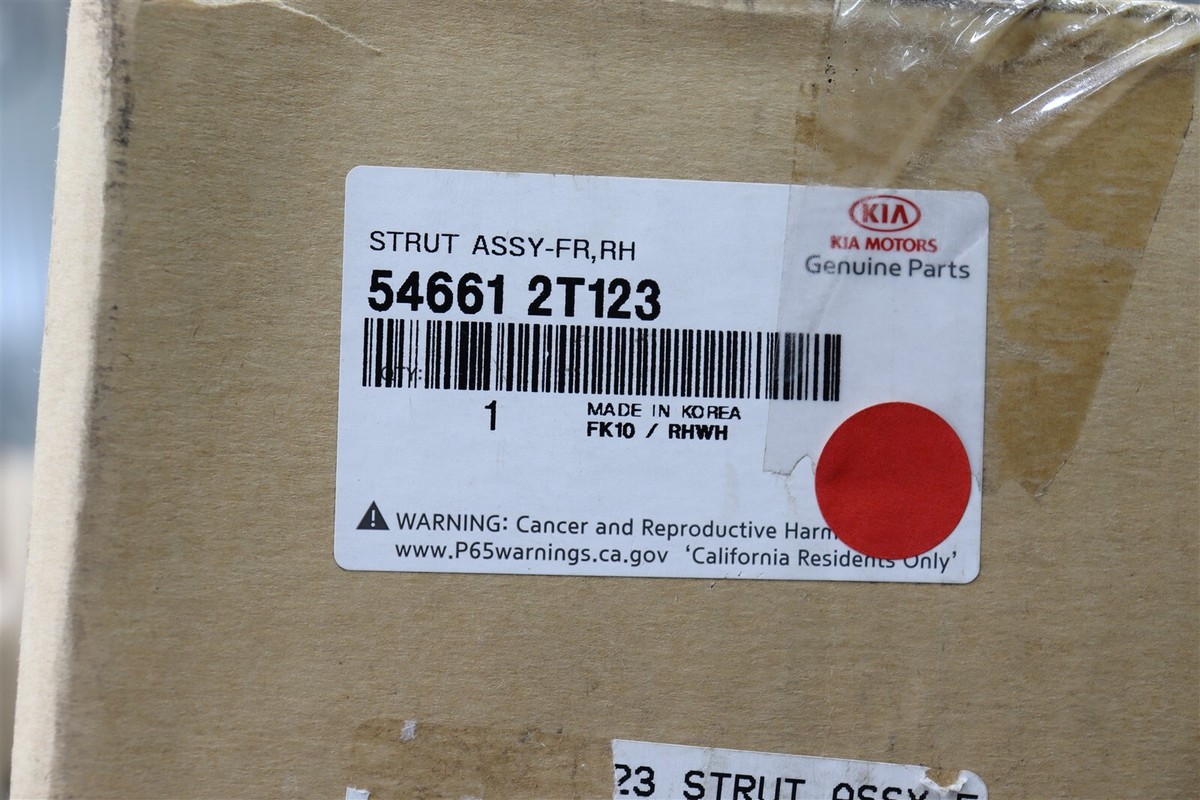 KIA
KIA MOTORS
Genuine Parts
STRUT ASSY-FR,RH
54661 2T123
QTY:
1
MADE IN KOREA
FK10 / RHWH
WARNING: Cancer and Reproductive Harm
www.P65warnings.ca.gov 'California Residents Only'
23 STRUT ASSY-F